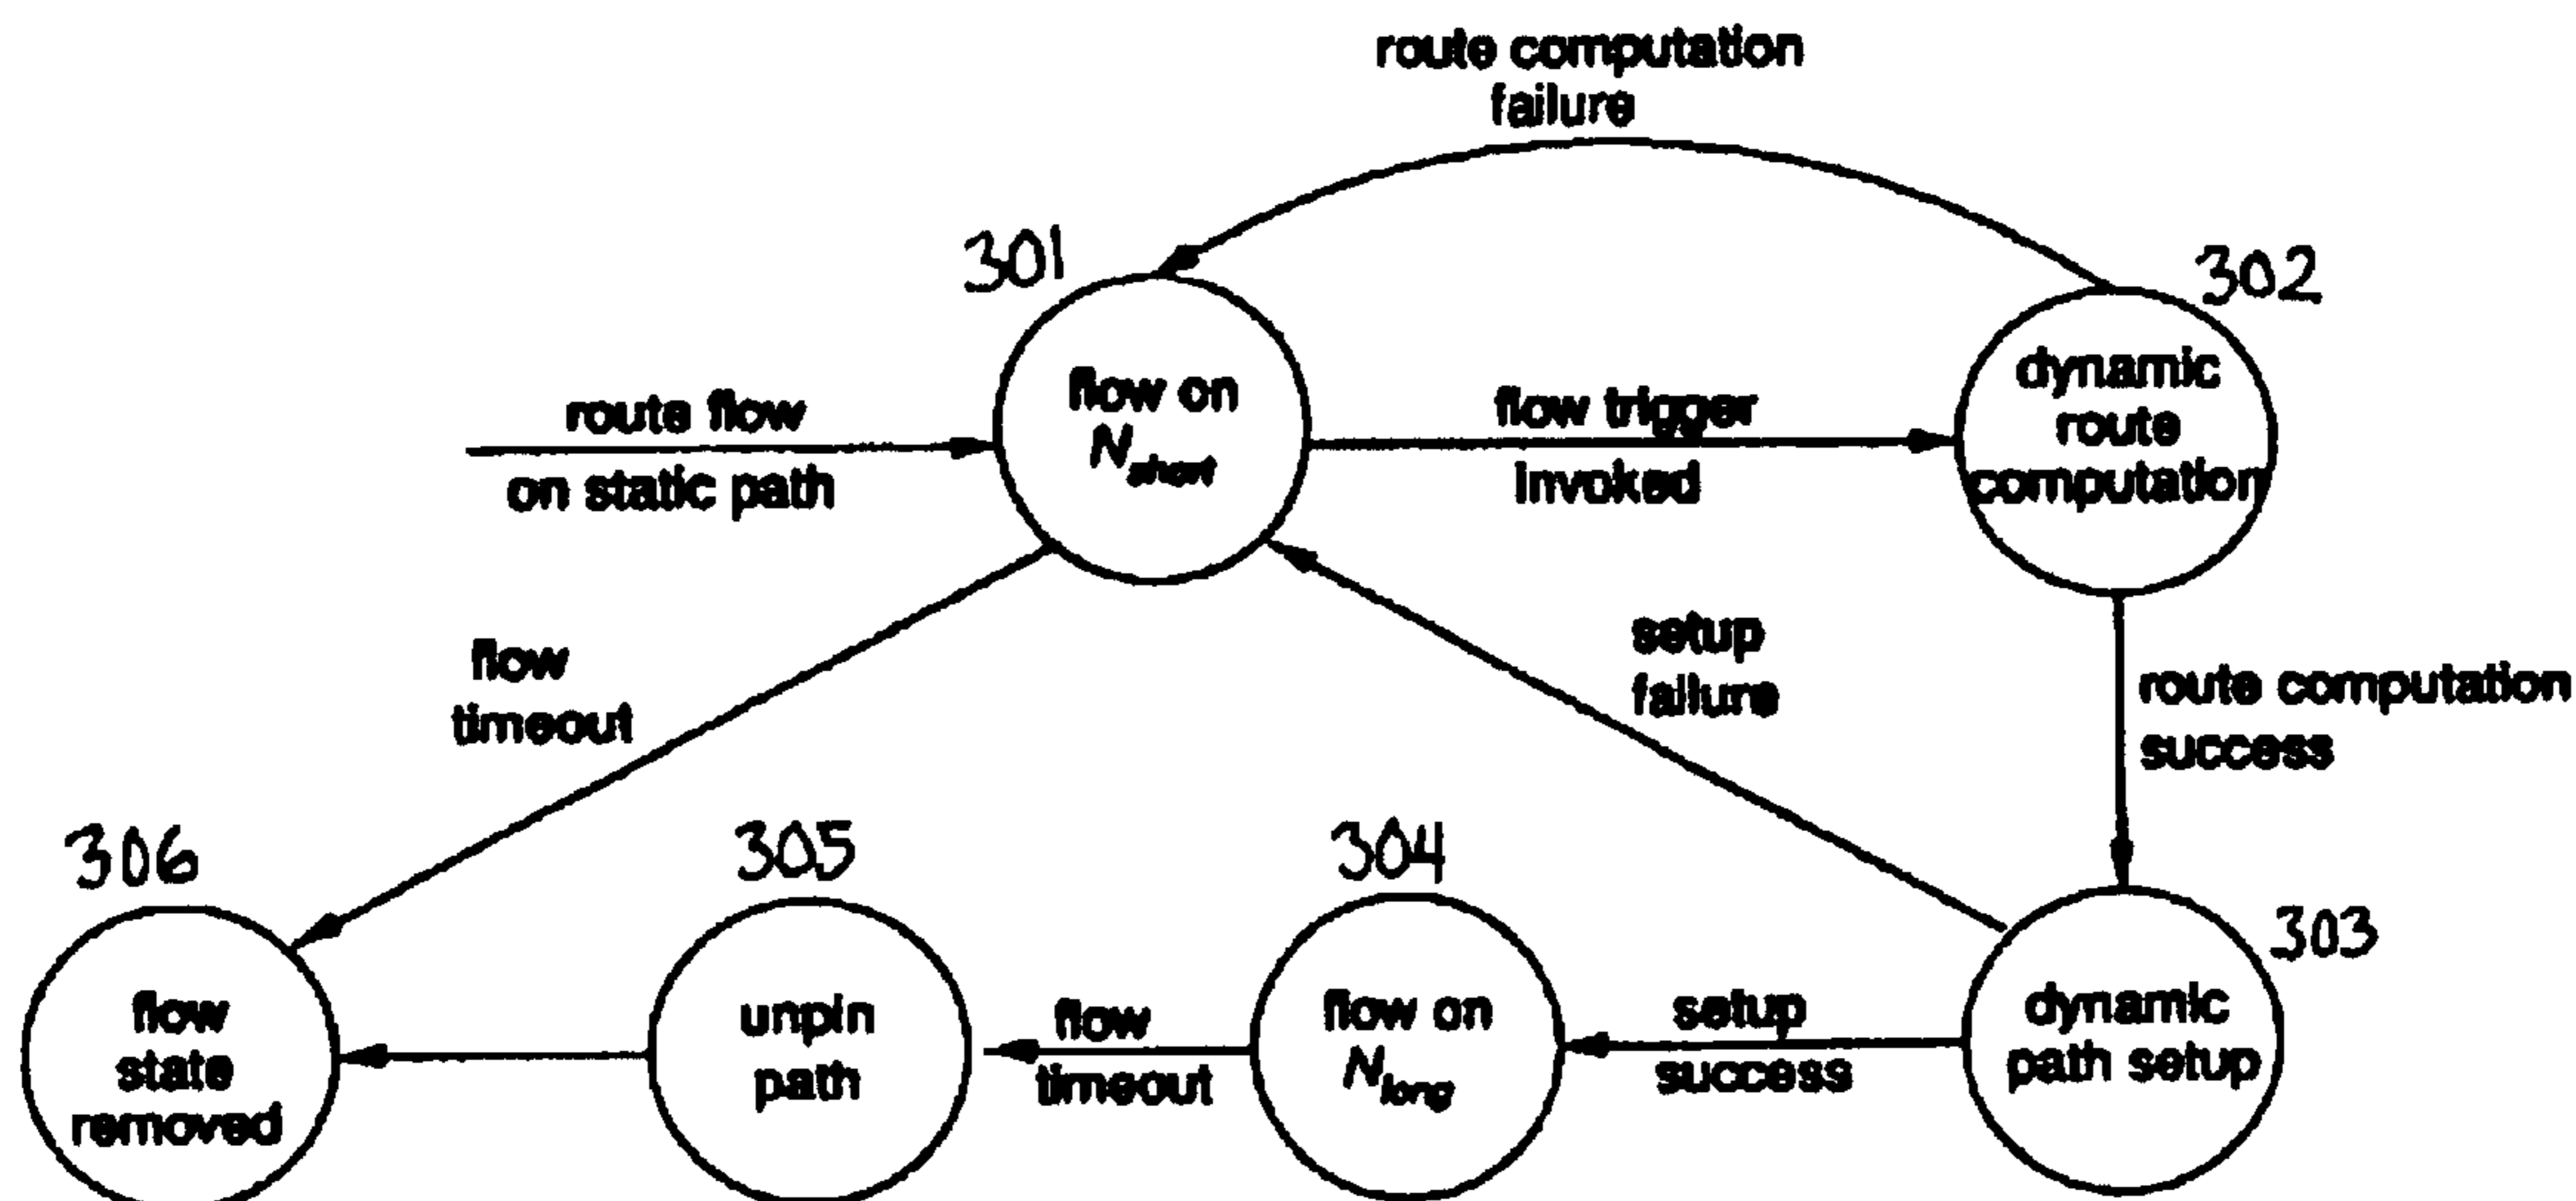 route computation
failure
301
302
flow on
N_short
dynamic
route
computation
route flow
on static path
flow trigger
invoked
setup
failure
flow
timeout
route computation
success
306
305
304
303
flow
state
removed
unpin
path
flow
timeout
flow on
N_long
setup
success
dynamic
path setup